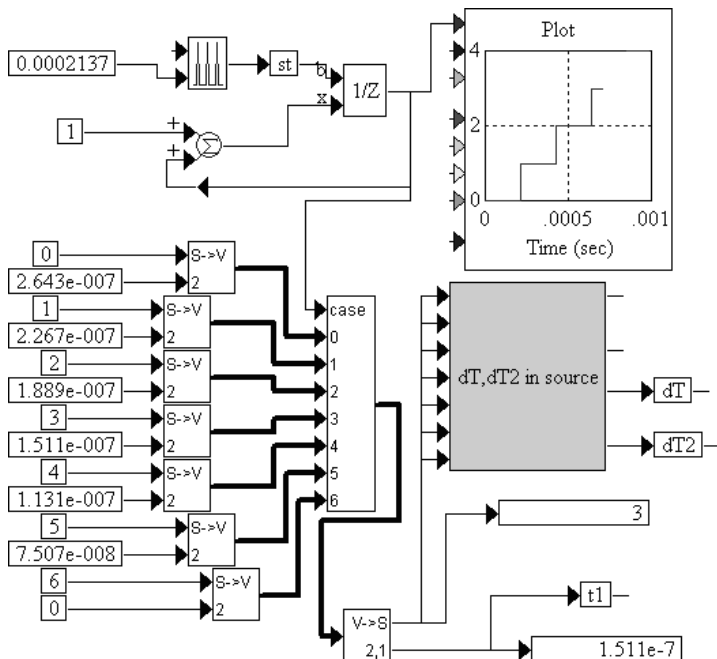 Plot
4
2
0
0
.0005
.001
Time (sec)
0.0002137
st
b
x
1/Z
1
+
+
Σ
0
2.643e-007
S->V
2
1
2.267e-007
S->V
2
2
1.889e-007
S->V
2
3
1.511e-007
S->V
2
4
1.131e-007
S->V
2
5
7.507e-008
S->V
2
6
0
S->V
2
case
0
1
2
3
4
5
6
dT,dT2 in source
dT
dT2
3
t1
V->S
2,1
1.511e-7